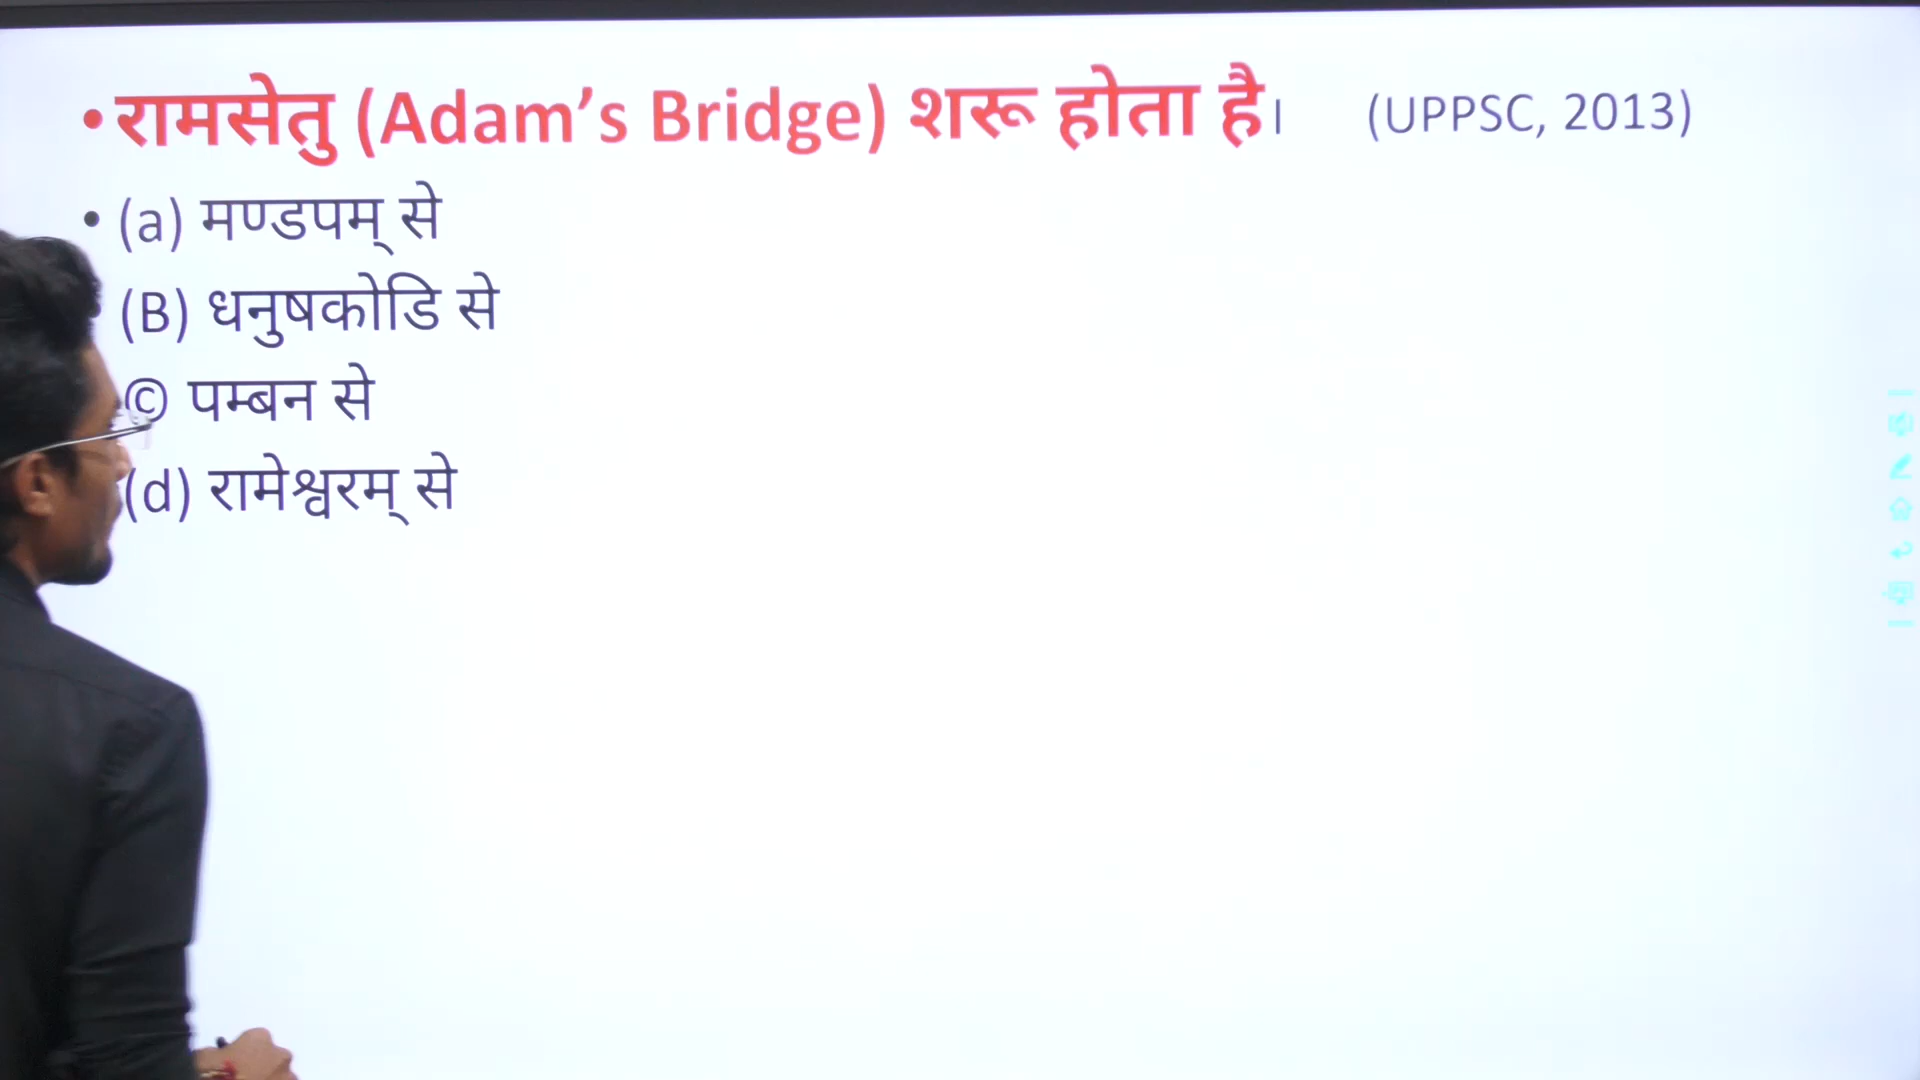 • रामसेतु (Adam’s Bridge) शरू होता है। (UPPSC, 2013)
• (a) मण्डपम् से
(B) धनुषकोडि से
© पम्बन से
(d) रामेश्वरम् से